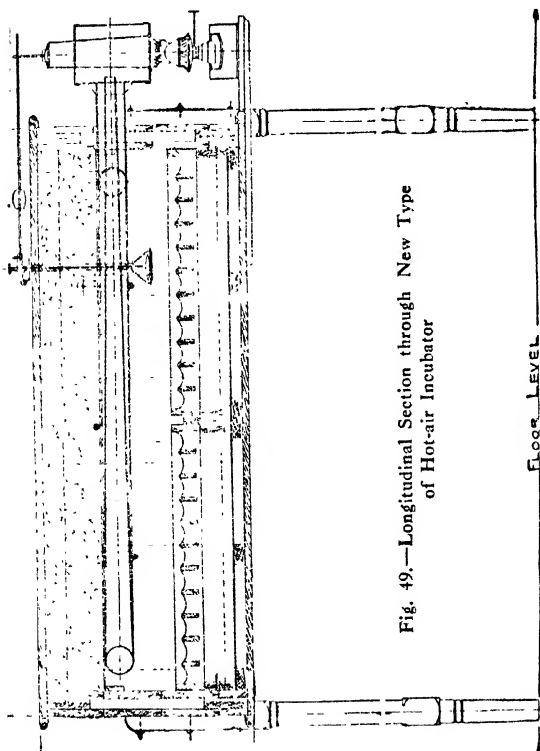 Fig. 49.—Longitudinal Section through New Type
of Hot-air Incubator
FLOOR LEVEL